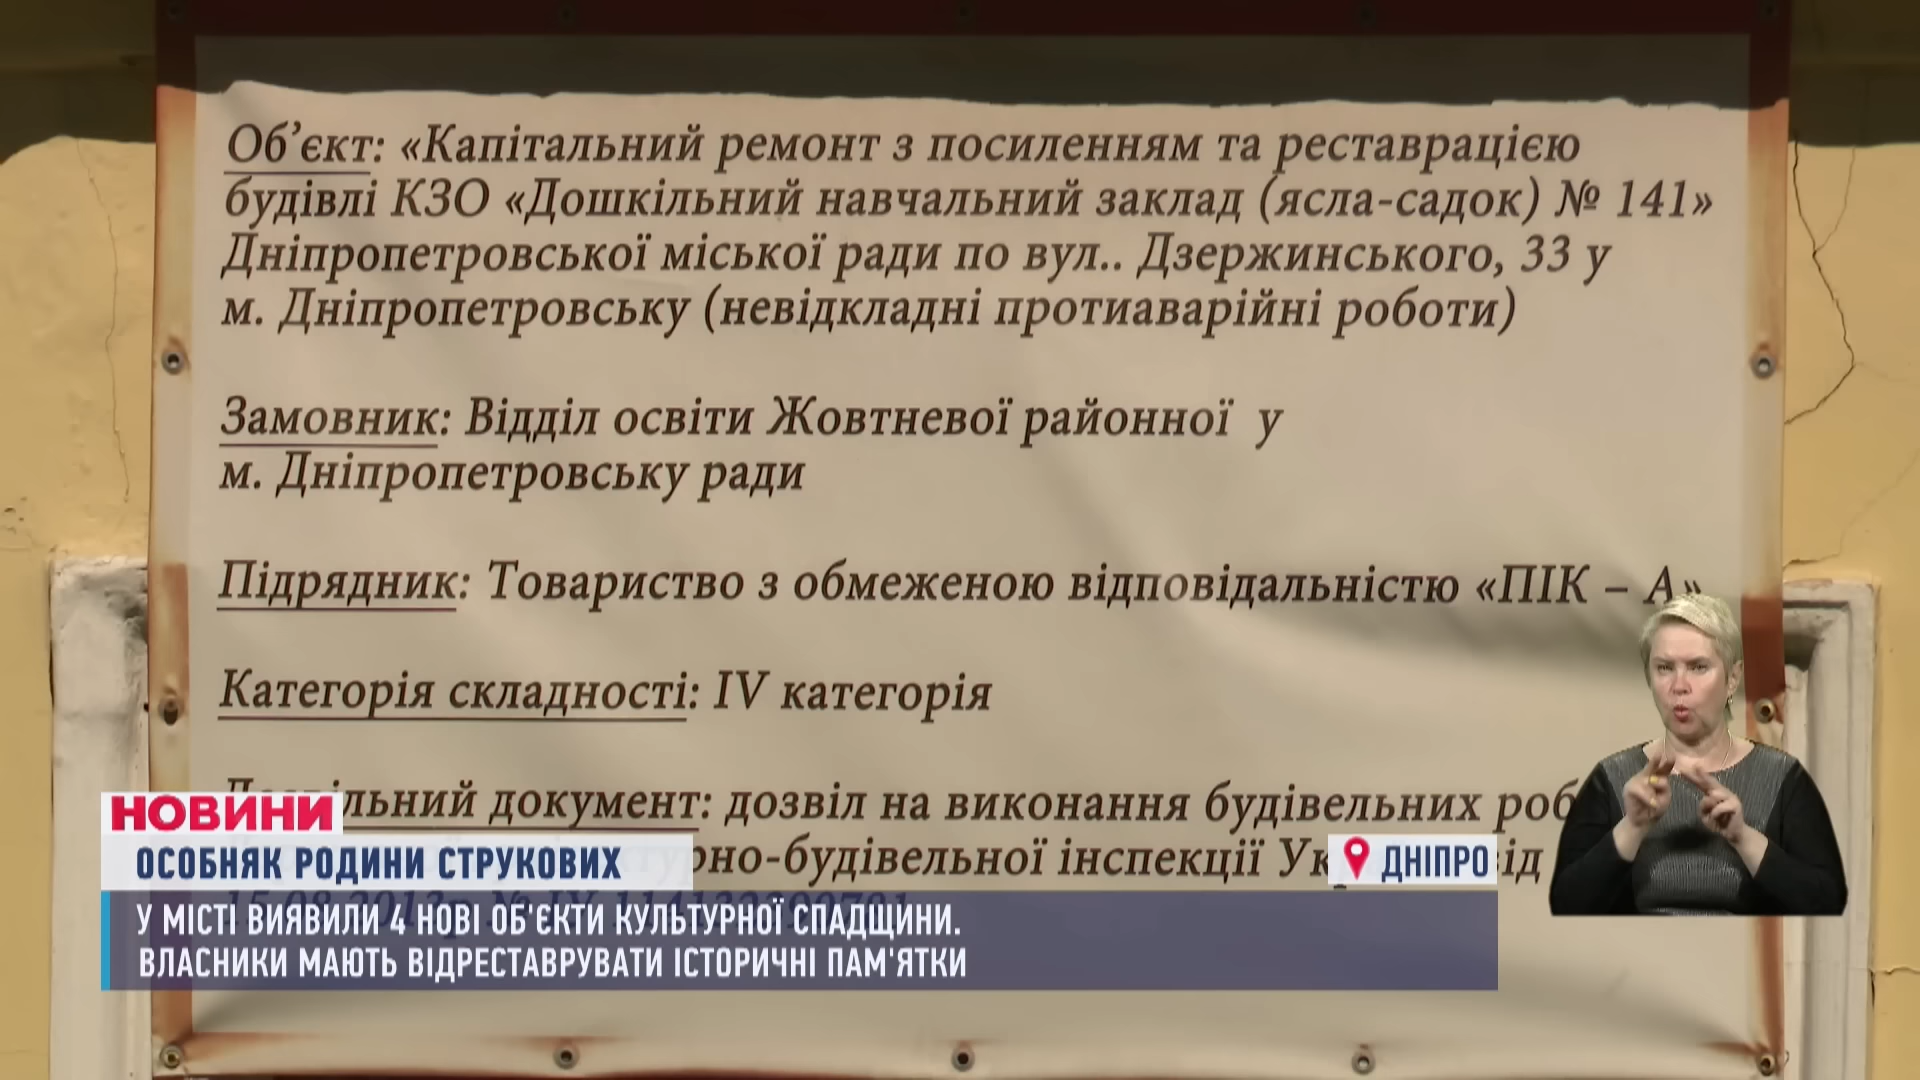 Об’єкт: «Капітальний ремонт з посиленням та реставрацією
будівлі КЗО «Дошкільний навчальний заклад (ясла-садок) № 141»
Дніпропетровської міської ради по вул.. Дзержинського, 33 у
м. Дніпропетровську (невідкладні протиаварійні роботи)
Замовник: Відділ освіти Жовтневої районної у
м. Дніпропетровську ради
Підрядник: Товариство з обмеженою відповідальністю «ПІК – А»
Категорія складності: IV категорія
документ: дозвіл на виконання будівельних
інспекції від
НОВИНИ
ОСОБНЯК РОДИНИ СТРУКОВИХ
ДНІПРО
У МІСТІ ВИЯВИЛИ 4 НОВІ ОБ'ЄКТИ КУЛЬТУРНОЇ СПАДЩИНИ.
ВЛАСНИКИ МАЮТЬ ВІДРЕСТАВРУВАТИ ІСТОРИЧНІ ПАМ'ЯТКИ